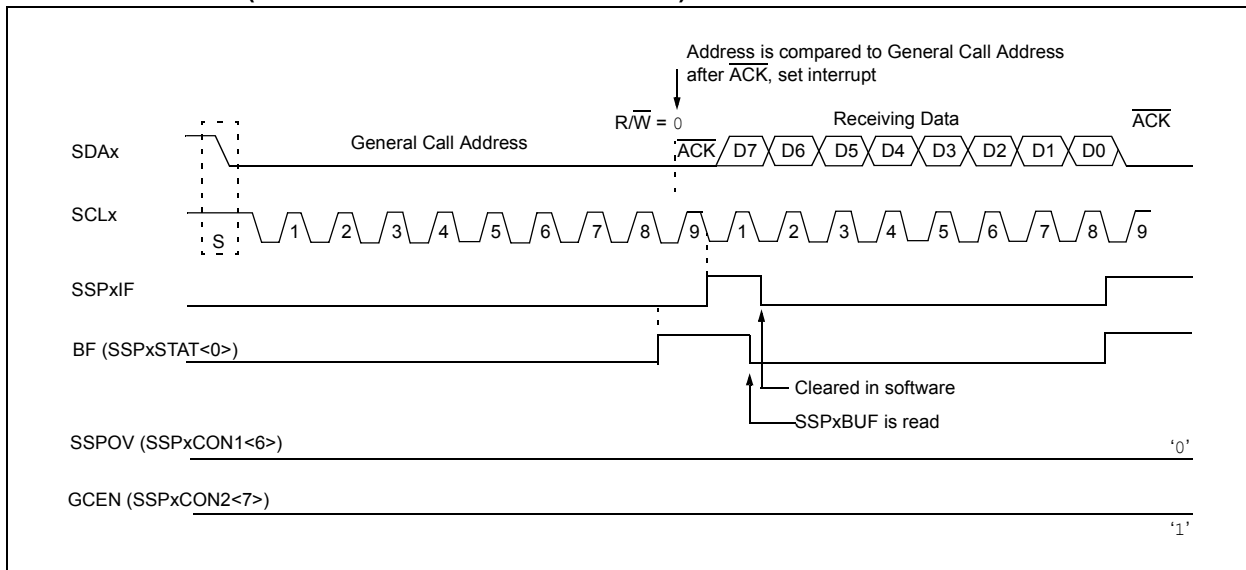 Address is compared to General Call Address
after ACK, set interrupt
R/W = 0
Receiving Data
ACK
General Call Address
SDAx
ACK D7 D6 D5 D4 D3 D2 D1 D0
SCLx
S
1 2 3 4 5 6 7 8 9 1 2 3 4 5 6 7 8 9
SSPxIF
BF (SSPxSTAT<0>)
Cleared in software
SSPxBUF is read
SSPOV (SSPxCON1<6>)
‘0’
GCEN (SSPxCON2<7>)
‘1’